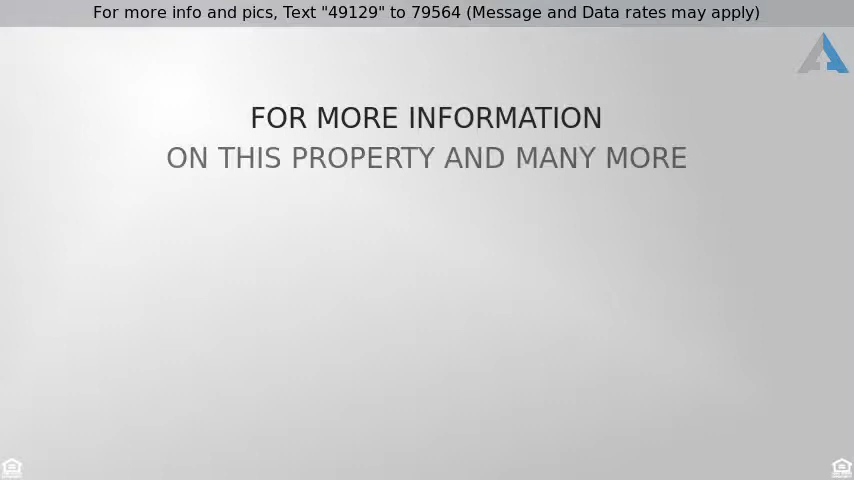 For more info and pics, Text "49129" to 79564 (Message and Data rates may apply)
FOR MORE INFORMATION
ON THIS PROPERTY AND MANY MORE